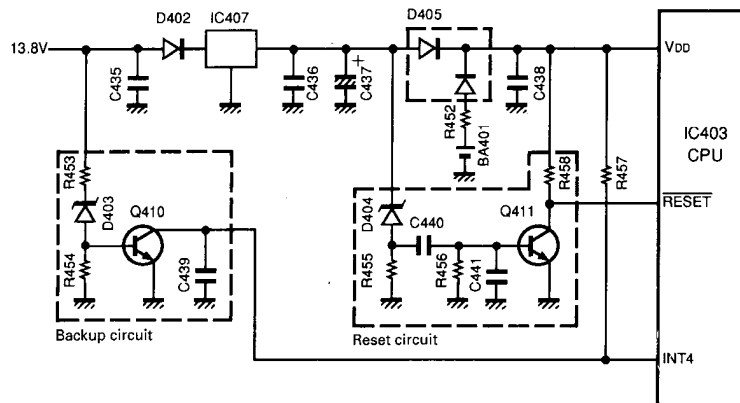 D402 IC407 D405
13.8V
VDD
C435
C436
+
C437
C438
R452
BA401
IC403
CPU
R453
D403
Q410
R454
C439
D404
C440
Q411
R458
R457
RESET
R455
R456
C441
Backup circuit
Reset circuit
INT4